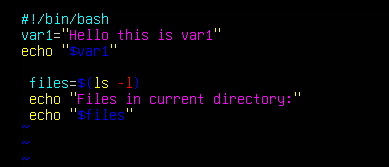 #!/bin/bash
var1="Hello this is var1"
echo "$var1"
files=$(ls -l)
echo "Files in current directory:"
echo "$files"
~
~
~